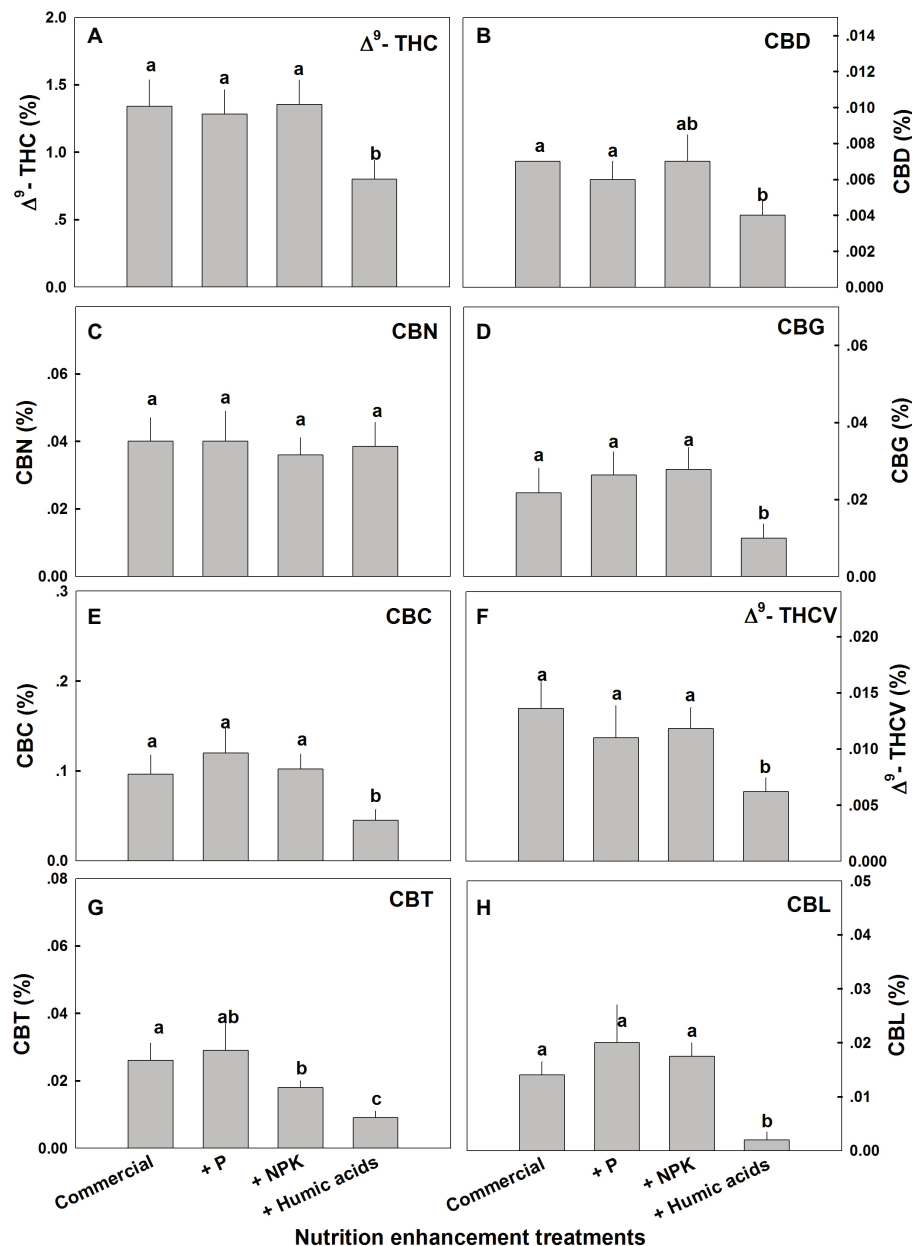 A
Δ⁹- THC
Δ⁹- THC (%)
2.0
1.5
1.0
.5
0.0
a
a
a
b
B
CBD
CBD (%)
.014
.012
.010
.008
.006
.004
.002
.000
a
a
ab
b
C
CBN
CBN (%)
.06
.04
.02
0.00
a
a
a
a
D
CBG
CBG (%)
.06
.04
.02
0.00
a
a
a
b
E
CBC
CBC (%)
.3
.2
.1
0.0
a
a
a
b
F
Δ⁹- THCV
Δ⁹- THCV (%)
.020
.015
.010
.005
0.000
a
a
a
b
G
CBT
CBT (%)
.08
.06
.04
.02
0.00
a
ab
b
c
H
CBL
CBL (%)
.05
.04
.03
.02
.01
0.00
a
a
a
b
Commercial
+ P
+ NPK
+ Humic acids
Commercial
+ P
+ NPK
+ Humic acids
Nutrition enhancement treatments